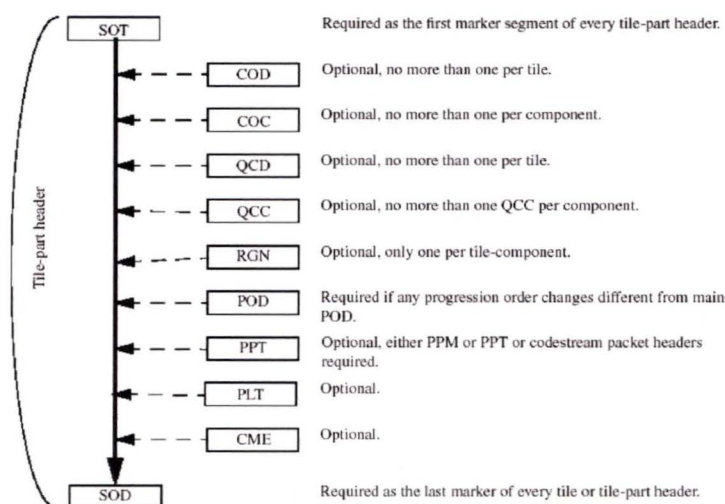 SOT
Required as the first marker segment of every tile-part header.
COD
Optional, no more than one per tile.
COC
Optional, no more than one per component.
QCD
Optional, no more than one per tile.
QCC
Optional, no more than one QCC per component.
RGN
Optional, only one per tile-component.
POD
Required if any progression order changes different from main
POD.
PPT
Optional, either PPM or PPT or codestream packet headers
required.
PLT
Optional.
CME
Optional.
SOD
Required as the last marker of every tile or tile-part header.
Tile-part header